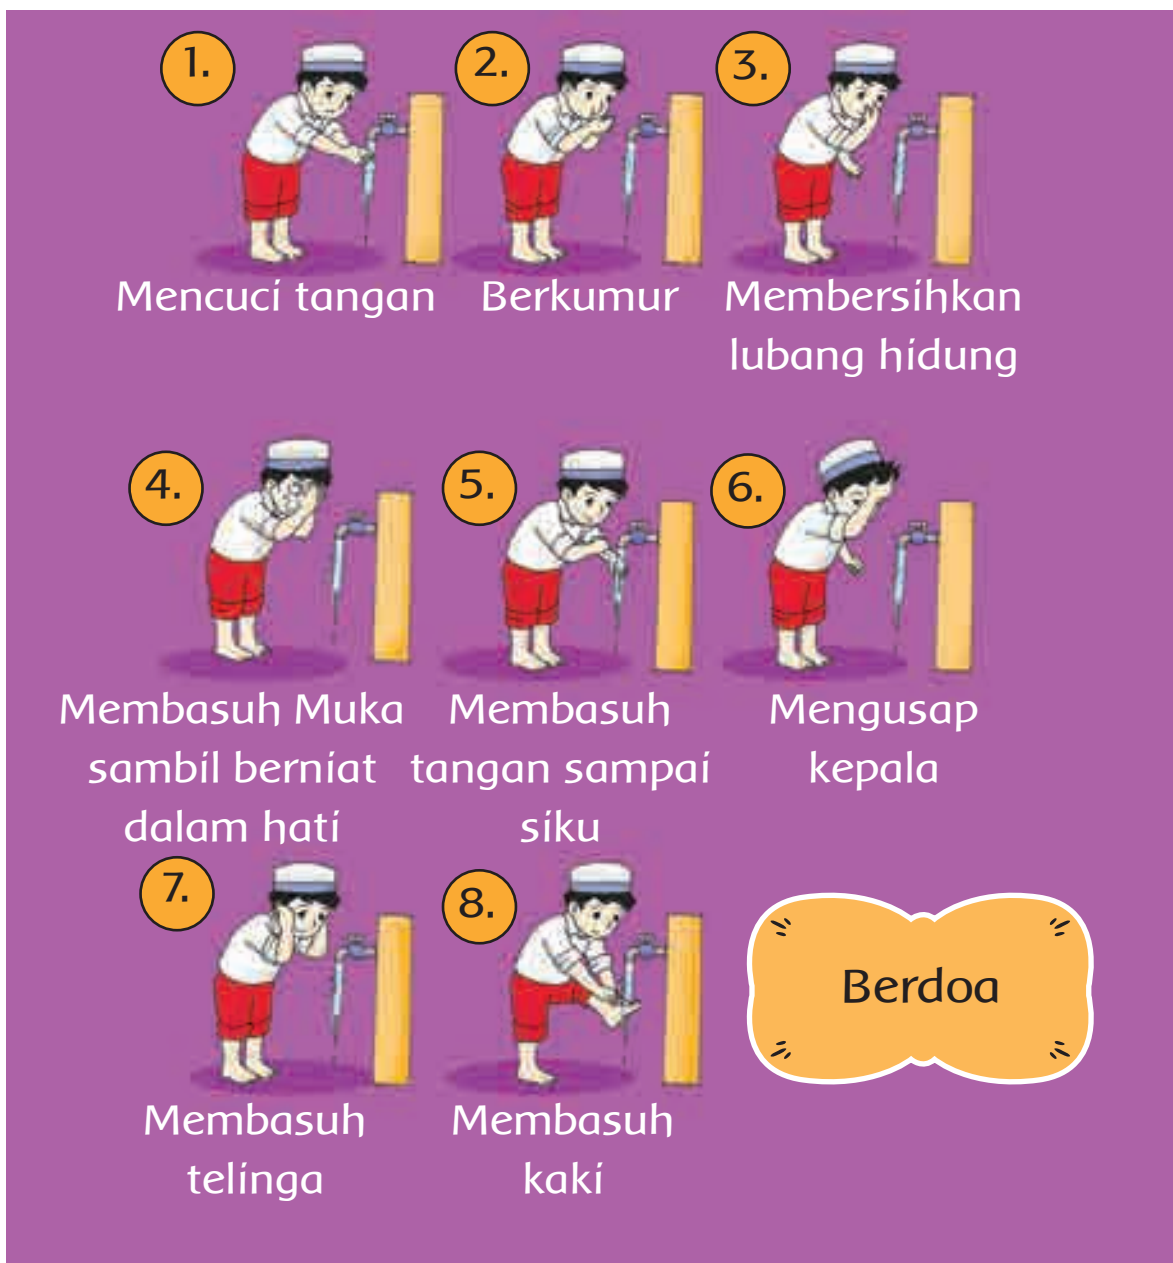 1.
Mencuci tangan
2.
Berkumur
3.
Membersihkan
lubang hidung
4.
Membasuh Muka
sambil berniat
dalam hati
5.
Membasuh
tangan sampai
siku
6.
Mengusap
kepala
7.
Membasuh
telinga
8.
Membasuh
kaki
Berdoa